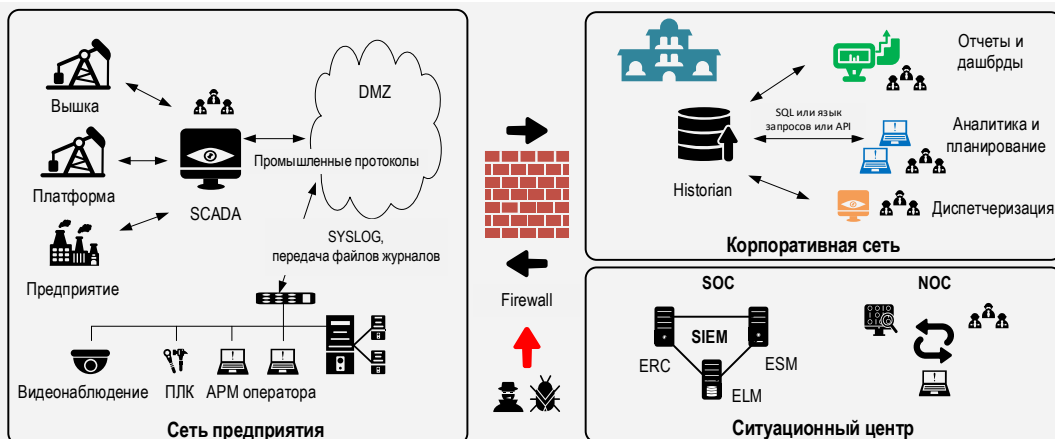 Вышка
Платформа
Предприятие
SCADA
DMZ
Промышленные протоколы
SYSLOG,
передача файлов журналов
Видеонаблюдение
ПЛК
АРМ оператора
Сеть предприятия
Firewall
Historian
SQL или язык
запросов или API
Отчеты и
дашбрды
Аналитика и
планирование
Диспетчеризация
Корпоративная сеть
SOC
NOC
SIEM
ERC
ESM
ELM
Ситуационный центр